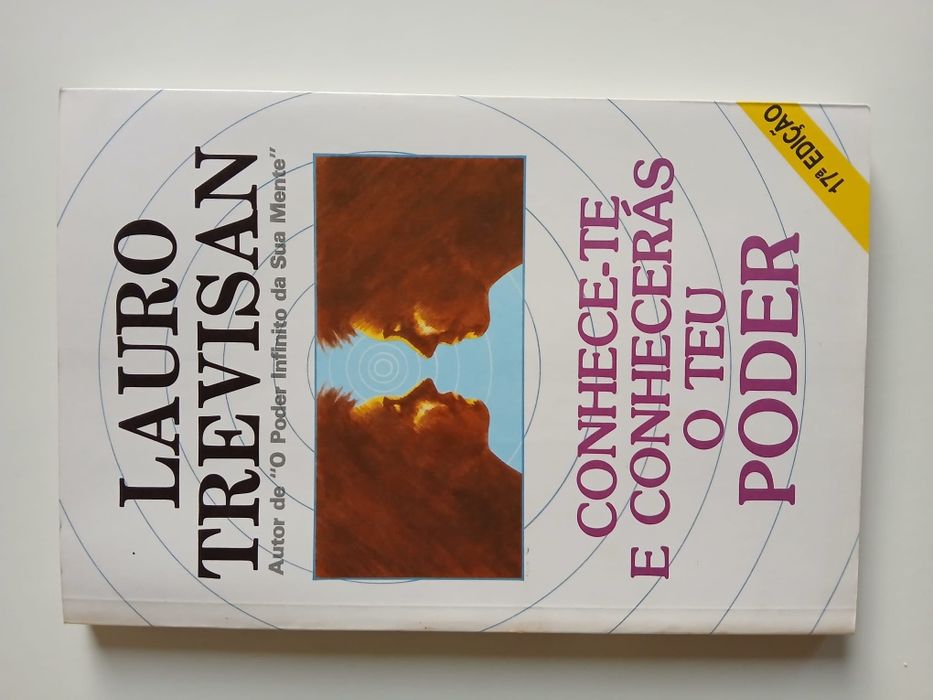 LAURO
TREVISAN
Autor de "O Poder Infinito da Sua Mente"
CONHECE-TE
E CONHECERÁS
O TEU
PODER
17ª EDIÇÃO